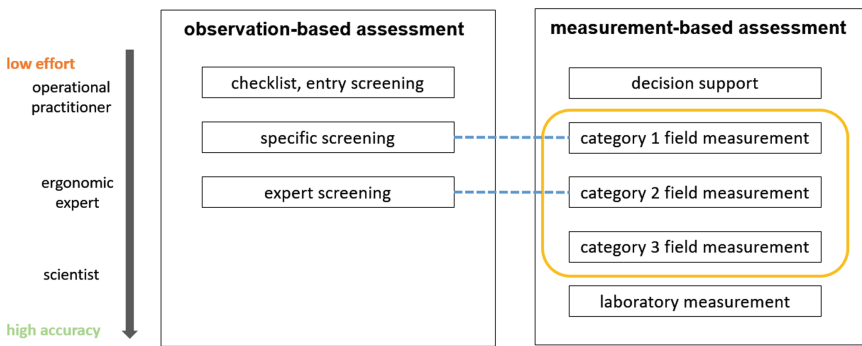 low effort
operational
practitioner
ergonomic
expert
scientist
high accuracy
observation-based assessment
checklist, entry screening
specific screening
expert screening
measurement-based assessment
decision support
category 1 field measurement
category 2 field measurement
category 3 field measurement
laboratory measurement